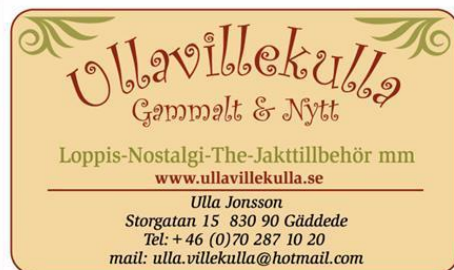 Ullavillekulla
Gammalt & Nytt
Loppis-Nostalgi-The-Jakttillbehör mm
www.ullavillekulla.se
Ulla Jonsson
Storgatan 15 830 90 Gäddede
Tel: + 46 (0)70 287 10 20
mail: ulla.villekulla@hotmail.com